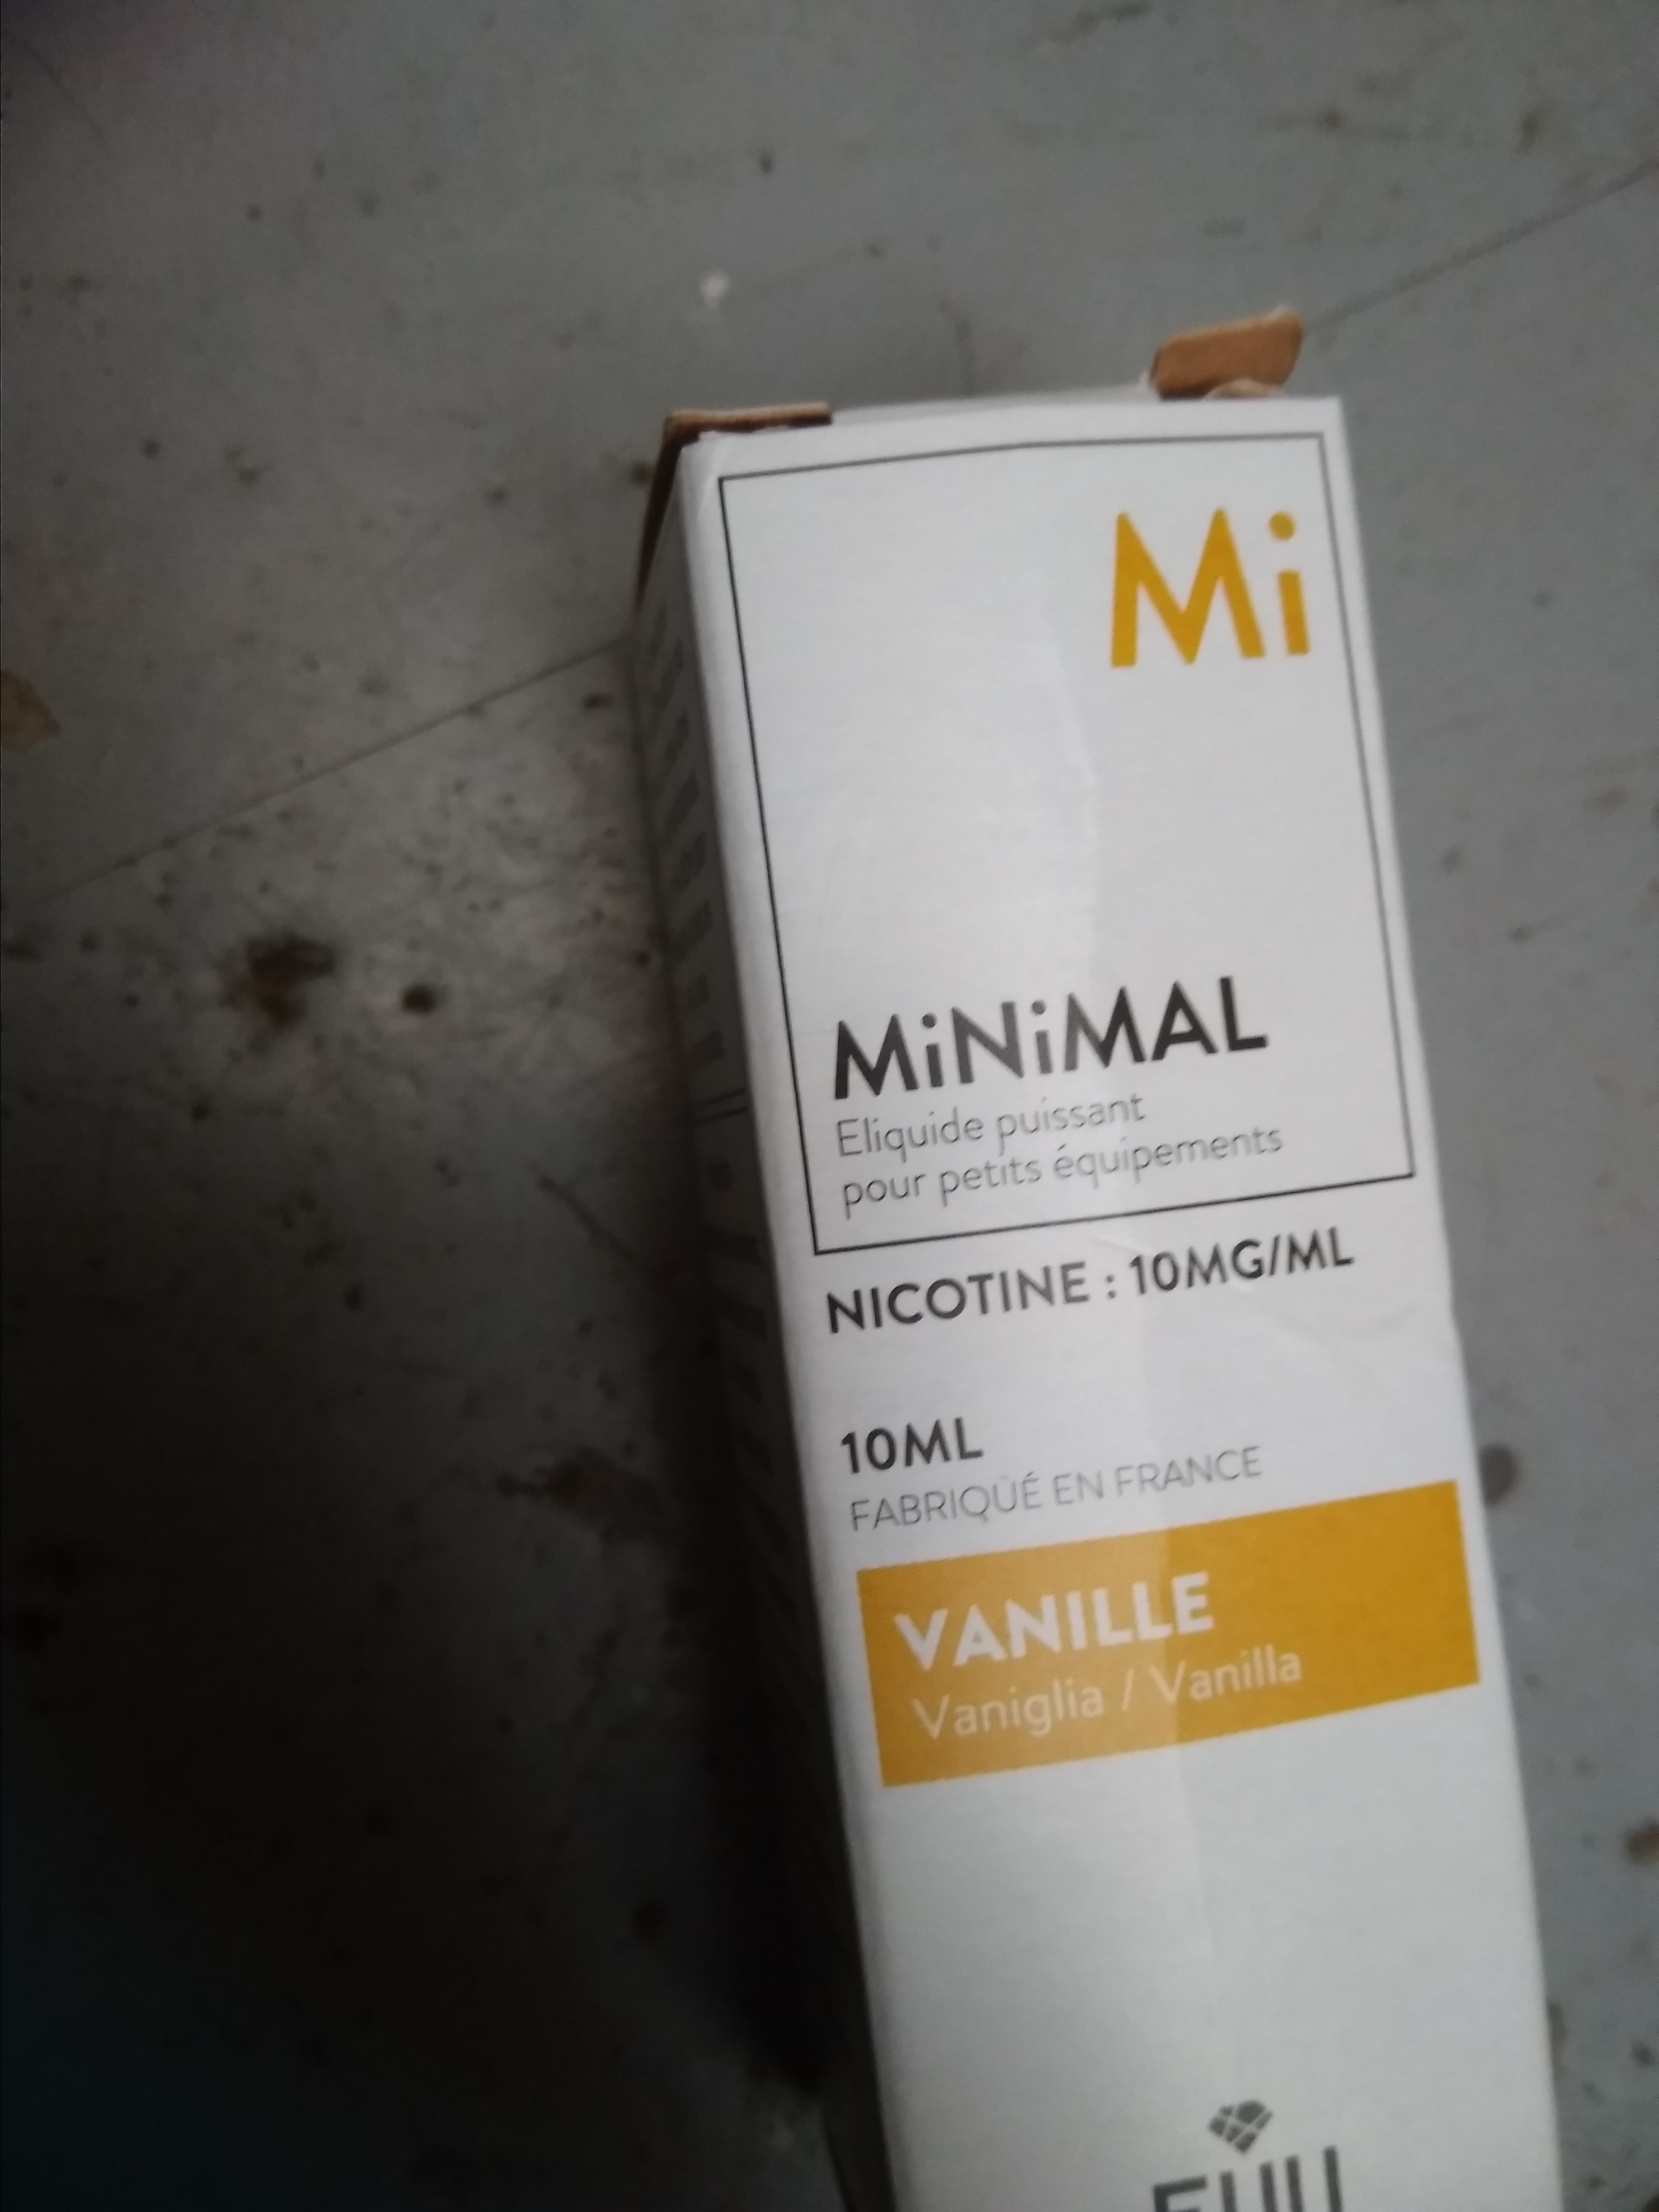 Mi
MiNiMAL
Eliquide puissant
pour petits équipements
NICOTINE : 10MG/ML
10ML
FABRIQUÉ EN FRANCE
VANILLE
Vaniglia / Vanilla